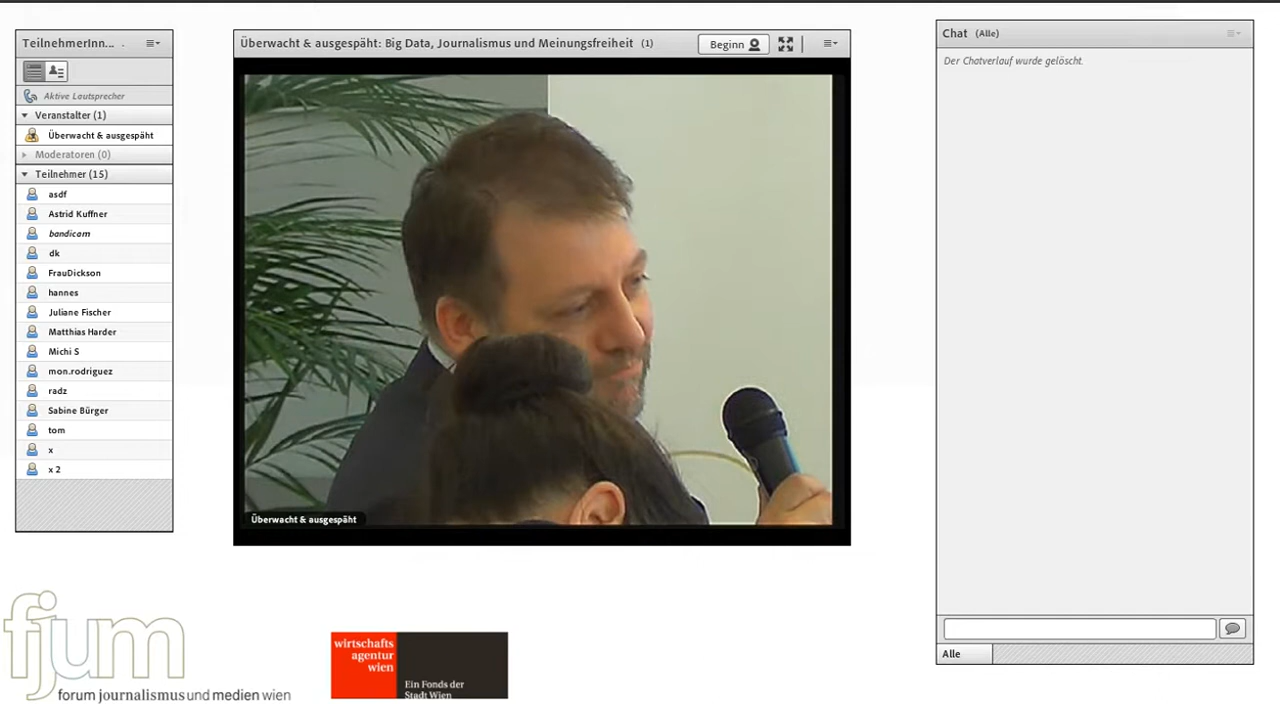 TeilnehmerInn...
Aktive Lautsprecher
Veranstalter (1)
Überwacht & ausgespäht
Moderatoren (0)
Teilnehmer (15)
asdf
Astrid Kuffner
bandicam
dk
FrauDickson
hannes
Juliane Fischer
Matthias Harder
Michi S
mon.rodriguez
radz
Sabine Bürger
tom
x
x 2
Überwacht & ausgespäht: Big Data, Journalismus und Meinungsfreiheit (1)
Beginn
Überwacht & ausgespäht
Chat (Alle)
Der Chatverlauf wurde gelöscht.
Alle
fjum
forum journalismus und medien wien
wirtschafts
agentur
wien
Ein Fonds der
Stadt Wien